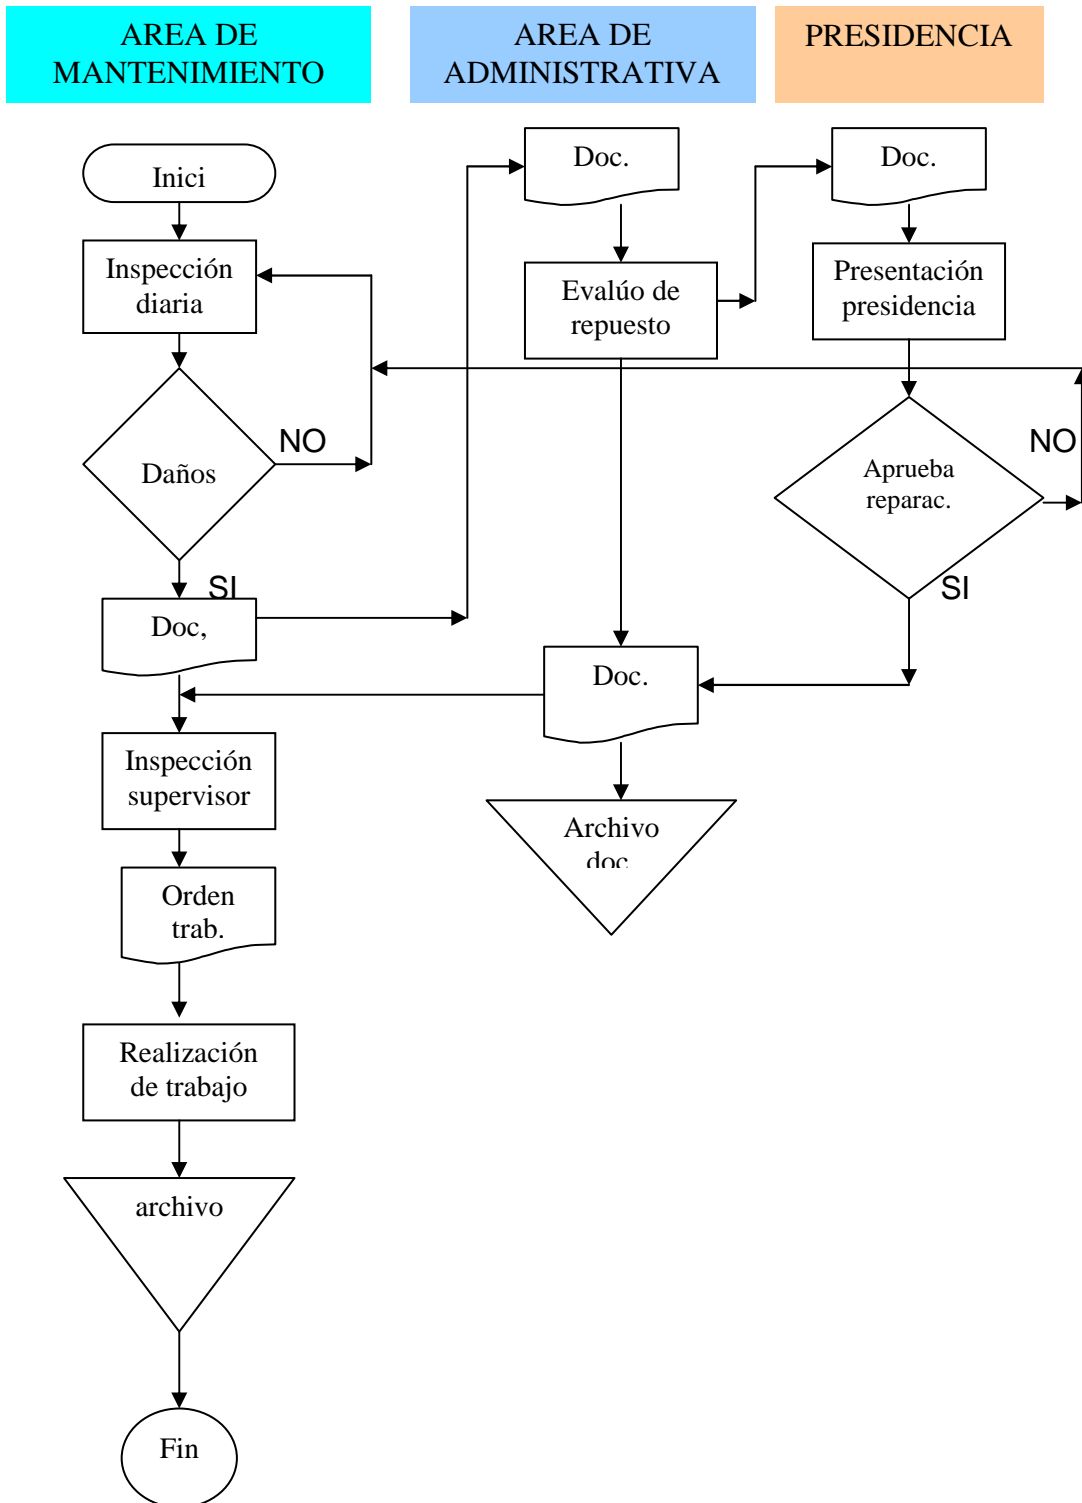 AREA DE
MANTENIMIENTO
AREA DE
ADMINISTRATIVA
PRESIDENCIA
Inici
Inspección
diaria
NO
Daños
SI
Doc,
Inspección
supervisor
Orden
trab.
Realización
de trabajo
archivo
Fin
Doc.
Evalúo de
repuesto
Doc.
Archivo
doc
Doc.
Presentación
presidencia
NO
Aprueba
reparac.
SI